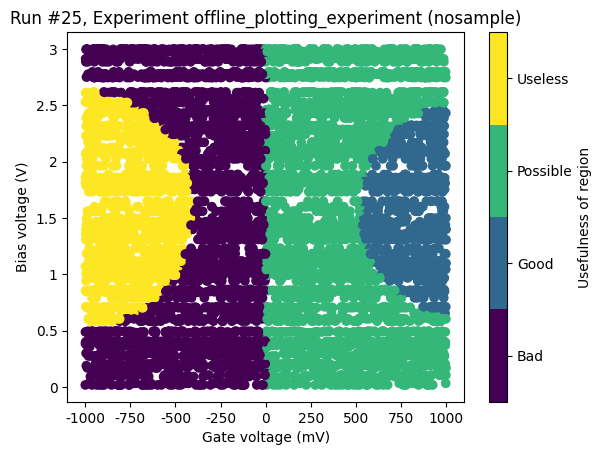 Run #25, Experiment offline_plotting_experiment (nosample)
3
2.5
2
1.5
1
0.5
0
Bias voltage (V)
-1000 -750 -500 -250 0 250 500 750 1000
Gate voltage (mV)
Useless
Possible
Good
Bad
Usefulness of region